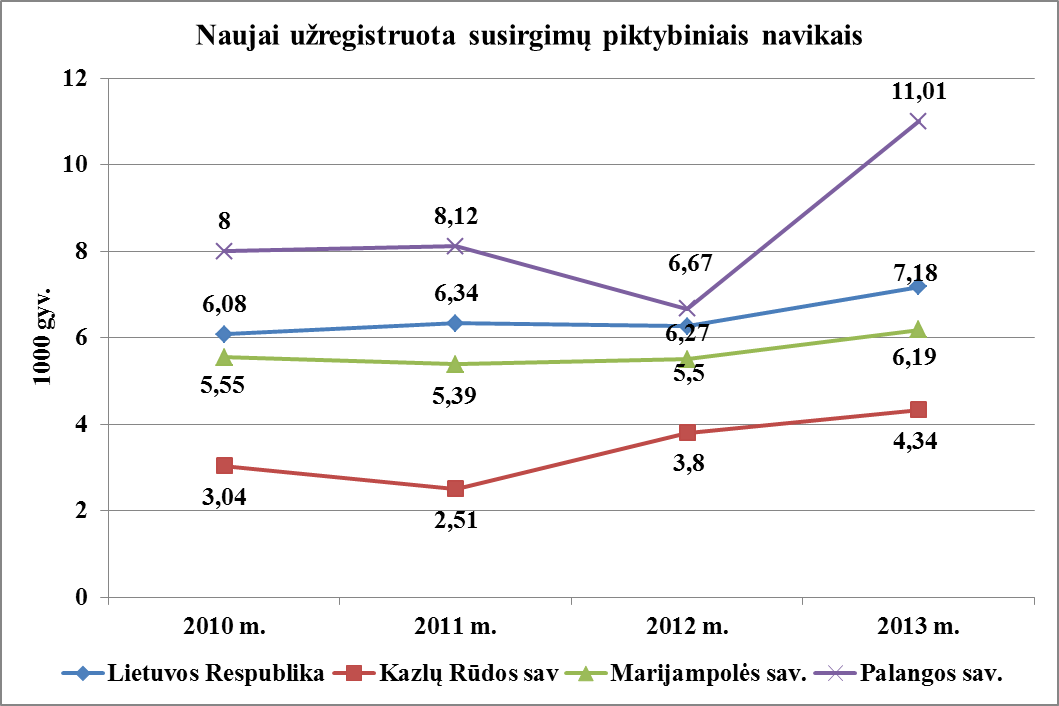 Naujai užregistruota susirgimų piktybiniais navikais
12
10
8
6
4
2
0
1000 gyv.
11,01
8
8,12
6,67
7,18
6,08
6,34
6,27
6,19
5,55
5,39
5,5
4,34
3,04
2,51
3,8
2010 m.
2011 m.
2012 m.
2013 m.
Lietuvos Respublika
Kazlų Rūdos sav
Marijampolės sav.
Palangos sav.